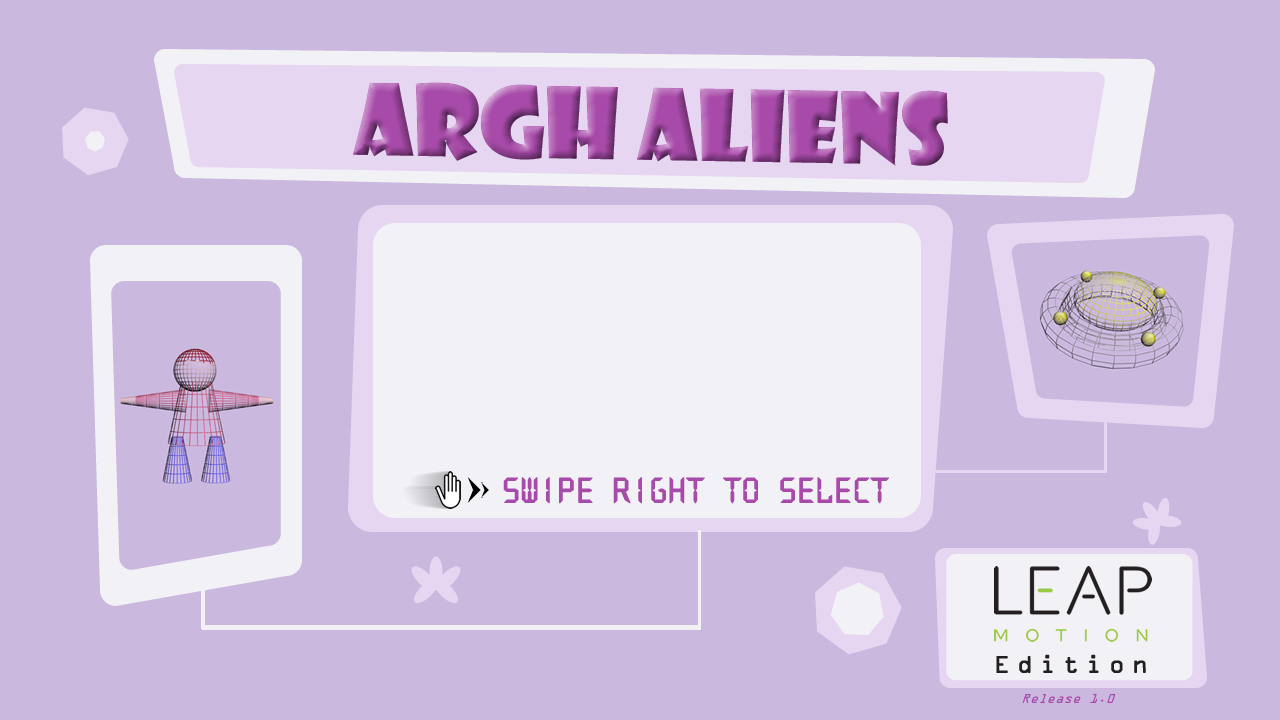 ARGH ALIENS
SWIPE RIGHT TO SELECT
LEAP
MOTION
Edition
Release 1.0